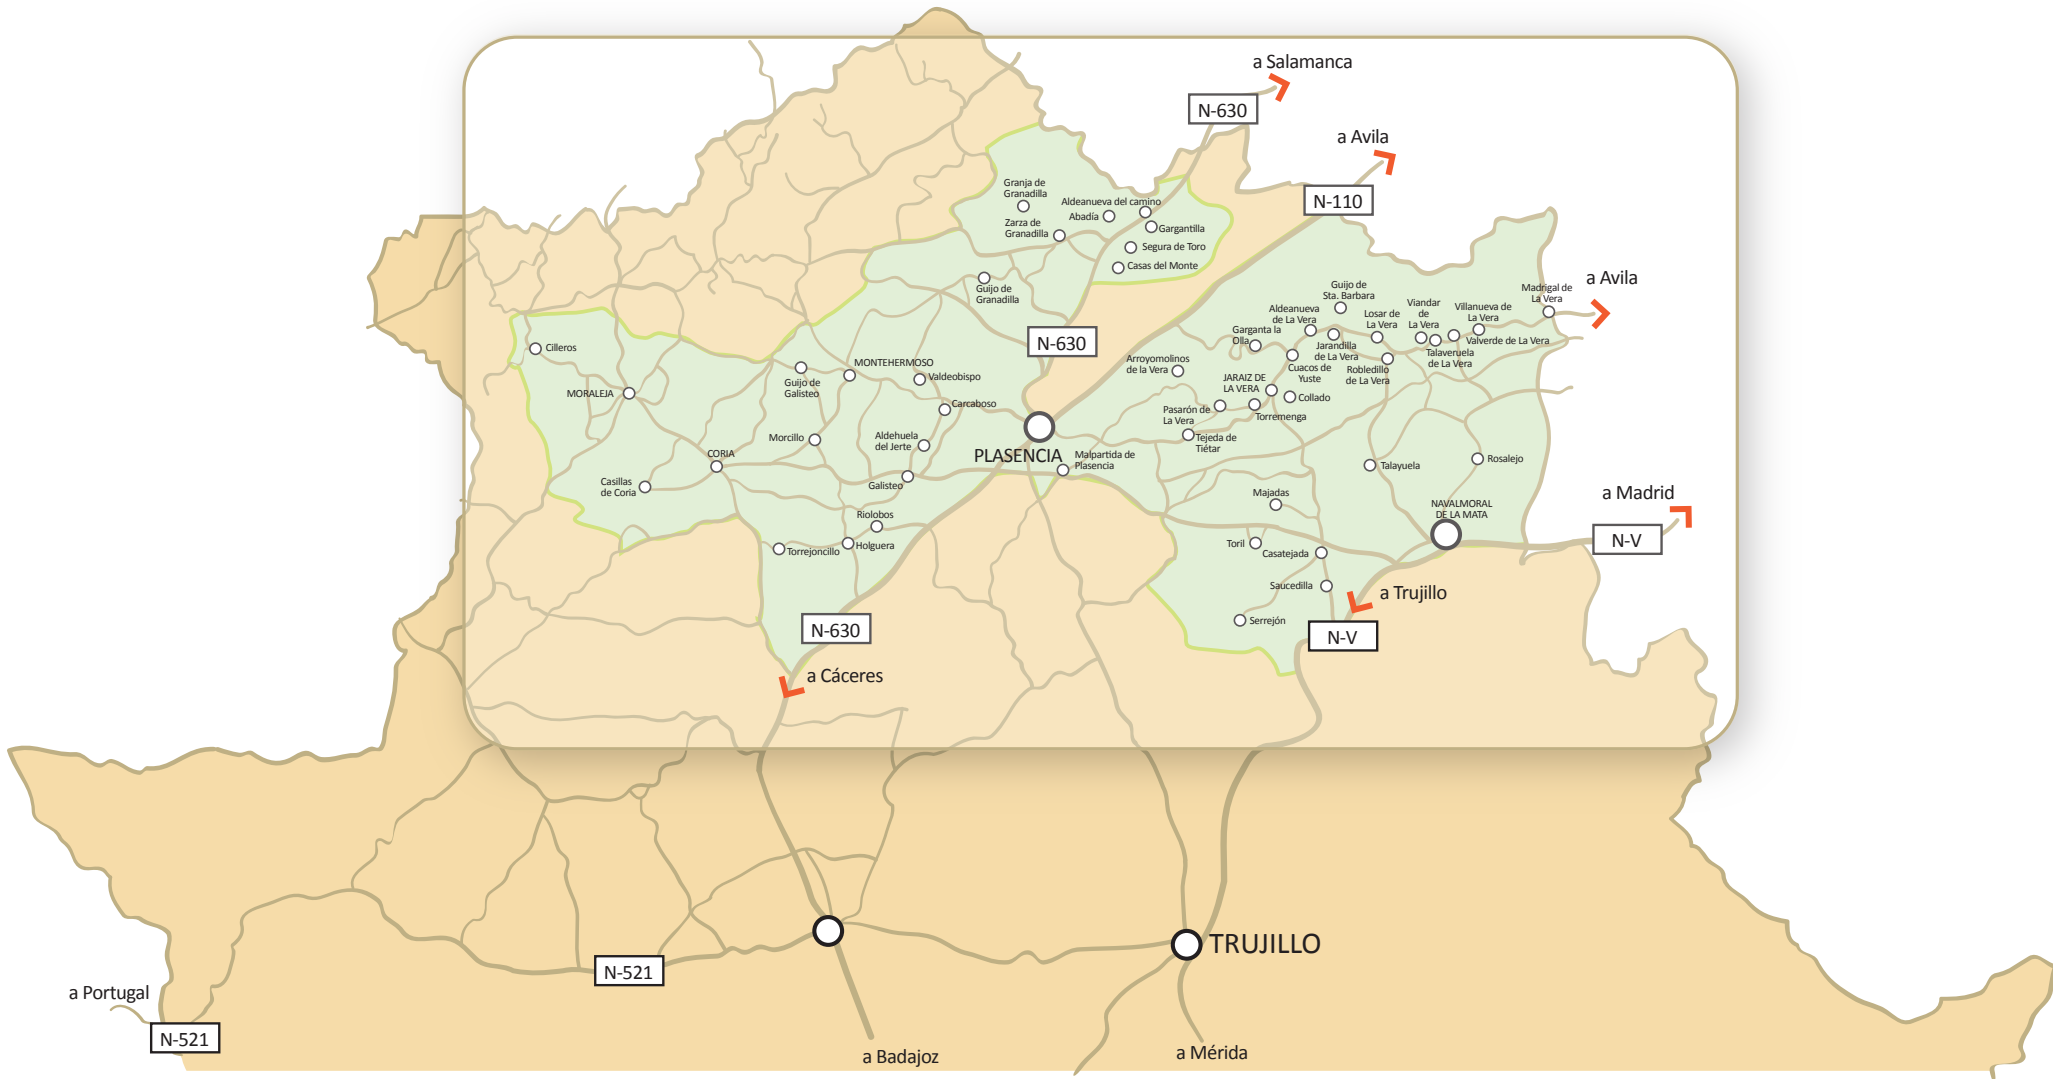 a Salamanca
N-630
a Avila
N-110
Granja de
Granadilla
Aldeanueva del camino
Abadía
Zarza de
Granadilla
Gargantilla
Segura de Toro
Casas del Monte
Guijo de
Granadilla
a Avila
Madrigal de
La Vera
Guijo de
Sta. Barbara
Aldeanueva
de La Vera
Losar de
La Vera
Viandar
de
La Vera
Villanueva de
La Vera
Valverde de La Vera
Talaveruela
de La Vera
Garganta la
Olla
Jarandilla
de La Vera
Robledillo
de La Vera
Cuacos de
Yuste
N-630
Arroyomolinos
de la Vera
JARAIZ DE
LA VERA
Collado
Pasarón de
La Vera
Torremenga
Tejeda de
Tiétar
Cilleros
MORALEJA
Guijo de
Galisteo
MONTEHERMOSO
Valdeobispo
Carcaboso
Morcillo
Aldehuela
del Jerte
PLASENCIA
Malpartida de
Plasencia
CORIA
Casillas
de Coria
Galisteo
Riolobos
Torrejoncillo
Holguera
Talayuela
Rosalejo
Majadas
NAVALMORAL
DE LA MATA
a Madrid
N-V
Toril
Casatejada
Saucedilla
a Trujillo
Serrejón
N-V
N-630
a Cáceres
TRUJILLO
N-521
a Portugal
N-521
a Badajoz
a Mérida